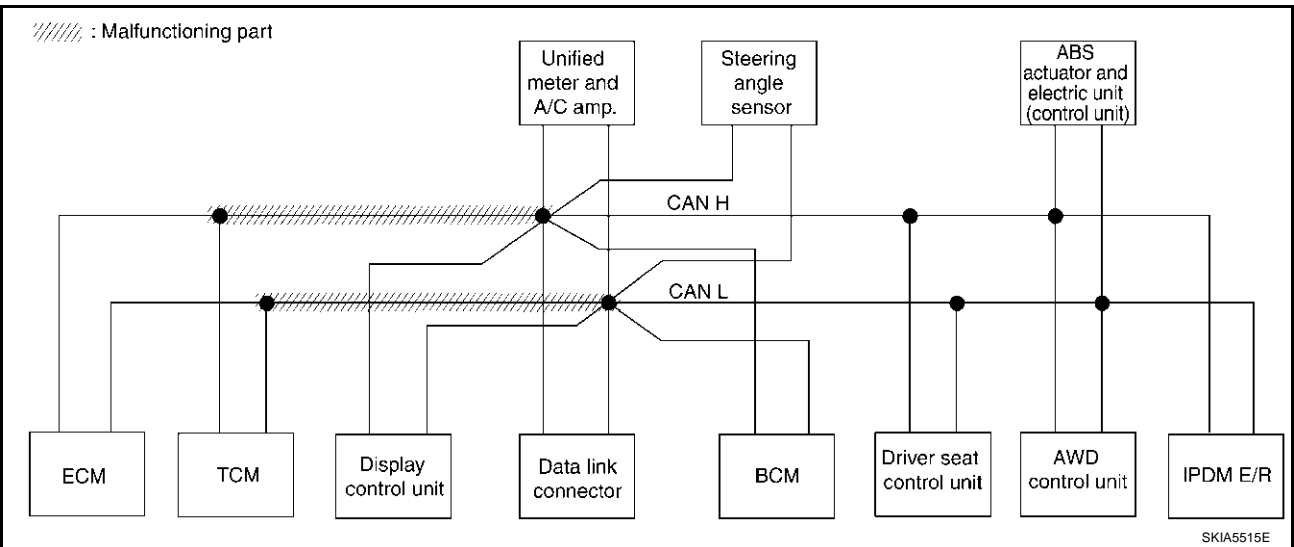 : Malfunctioning part
Unified
meter and
A/C amp.
Steering
angle
sensor
ABS
actuator and
electric unit
(control unit)
CAN H
CAN L
ECM
TCM
Display
control unit
Data link
connector
BCM
Driver seat
control unit
AWD
control unit
IPDM E/R
SKIA5515E